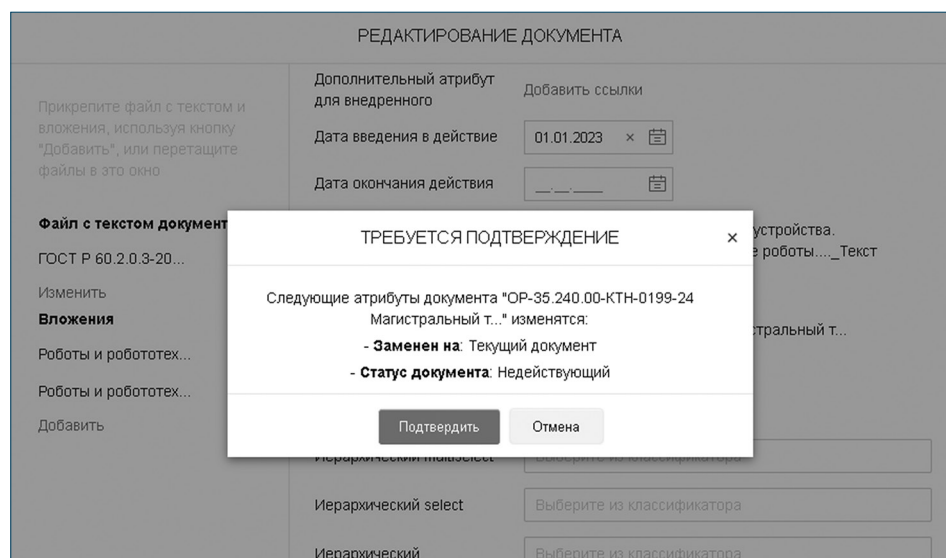 РЕДАКТИРОВАНИЕ ДОКУМЕНТА
Прикрепите файл с текстом и
вложения, используя кнопку
"Добавить", или перетащите
файлы в это окно
Файл с текстом документ
ГОСТ Р 60.2.0.3-20...
Изменить
Вложения
Роботы и робототех...
Роботы и робототех...
Добавить
Дополнительный атрибут
для внедренного
Добавить ссылки
Дата введения в действие
01.01.2023 ×
Дата окончания действия
__.__.____
устройства.
е роботы...._Текст
стральный т...
ТРЕБУЕТСЯ ПОДТВЕРЖДЕНИЕ ×
Следующие атрибуты документа "ОР-35.240.00-КТН-0199-24
Магистральный т..." изменятся:
- Заменен на: Текущий документ
- Статус документа: Недействующий
Подтвердить
Отмена
Иерархический multiselect
Выберите из классификатора
Иерархический select
Выберите из классификатора
Иерархический
Выберите из классификатора